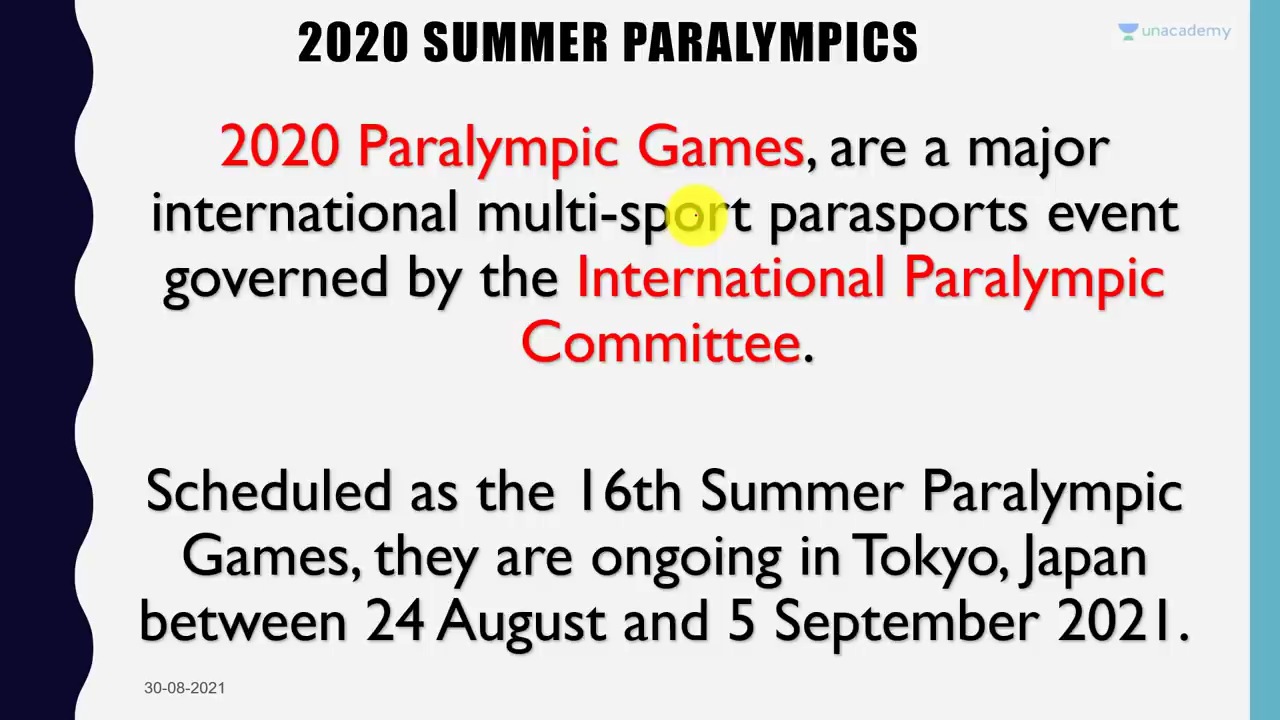 2020 SUMMER PARALYMPICS
unacademy
2020 Paralympic Games, are a major
international multi-sport parasports event
governed by the International Paralympic
Committee.
Scheduled as the 16th Summer Paralympic
Games, they are ongoing in Tokyo, Japan
between 24 August and 5 September 2021.
30-08-2021